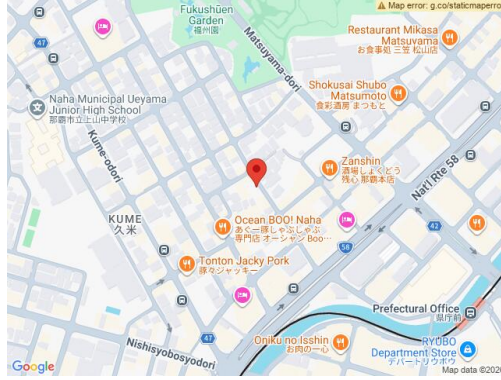 Map error: g.co/staticmaperro
Fukushūen
Garden
福州園
Matsuyama-dori
Restaurant Mikasa
Matsuyama
お食事処 三笠 松山店
47
Shokusai Shubo
Matsumoto
食彩酒房 まつもと
Naha Municipal Ueyama
Junior High School
那覇市立上山中学校
Kume-odori
Zanshin
酒場しょくどう
残心 那覇本店
Nat'l Rte 58
KUME
久米
Ocean BOO! Naha
あぐー豚しゃぶしゃぶ
専門店 オーシャン Boo…
42
58
Tonton Jacky Pork
豚々ジャッキー
Prefectural Office
県庁前
47
Nishisyobosyodori
Oniku no Isshin
お肉の一心
RYUBO
Department Store
デパートリウボウ
Google
Map data ©202